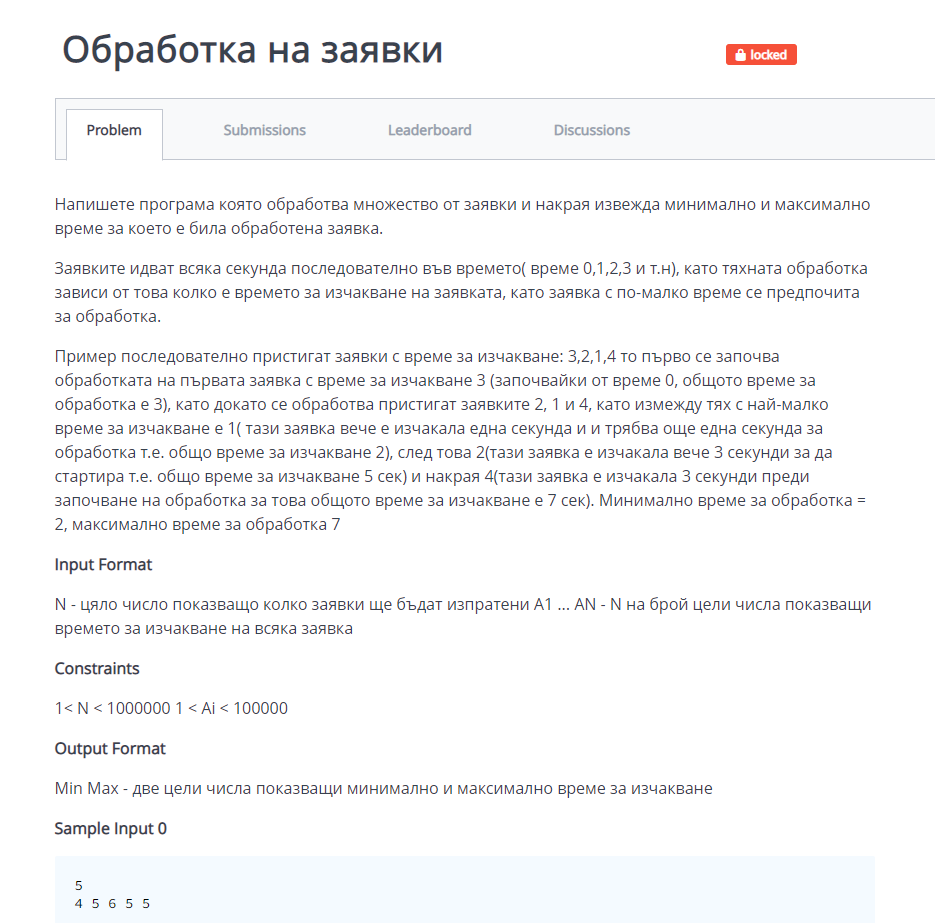 Обработка на заявки
locked
Problem Submissions Leaderboard Discussions
Напишете програма която обработва множество от заявки и накрая извежда минимално и максимално
време за което е била обработена заявка.
Заявките идват всяка секунда последователно във времето( време 0,1,2,3 и т.н), като тяхната обработка
зависи от това колко е времето за изчакване на заявката, като заявка с по-малко време се предпочита
за обработка.
Пример последователно пристигат заявки с време за изчакване: 3,2,1,4 то първо се започва
обработката на първата заявка с време за изчакване 3 (започвайки от време 0, общото време за
обработка е 3), като докато се обработва пристигат заявките 2, 1 и 4, като измежду тях с най-малко
време за изчакване е 1( тази заявка вече е изчакала една секунда и и трябва още една секунда за
обработка т.е. общо време за изчакване 2), след това 2(тази заявка е изчакала вече 3 секунди за да
стартира т.е. общо време за изчакване 5 сек) и накрая 4(тази заявка е изчакала 3 секунди преди
започване на обработка за това общото време за изчакване е 7 сек). Минимално време за обработка =
2, максимално време за обработка 7
Input Format
N - цяло число показващо колко заявки ще бъдат изпратени A1 ... AN - N на брой цели числа показващи
времето за изчакване на всяка заявка
Constraints
1< N < 1000000 1 < Ai < 100000
Output Format
Min Max - две цели числа показващи минимално и максимално време за изчакване
Sample Input 0
5
4 5 6 5 5